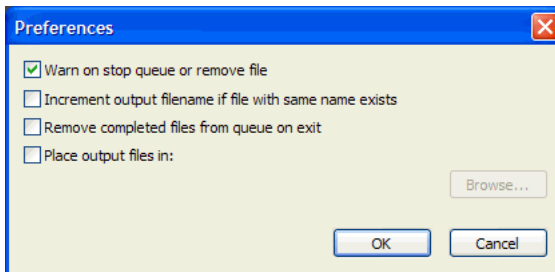 Preferences
Warn on stop queue or remove file
Increment output filename if file with same name exists
Remove completed files from queue on exit
Place output files in:
Browse...
OK
Cancel